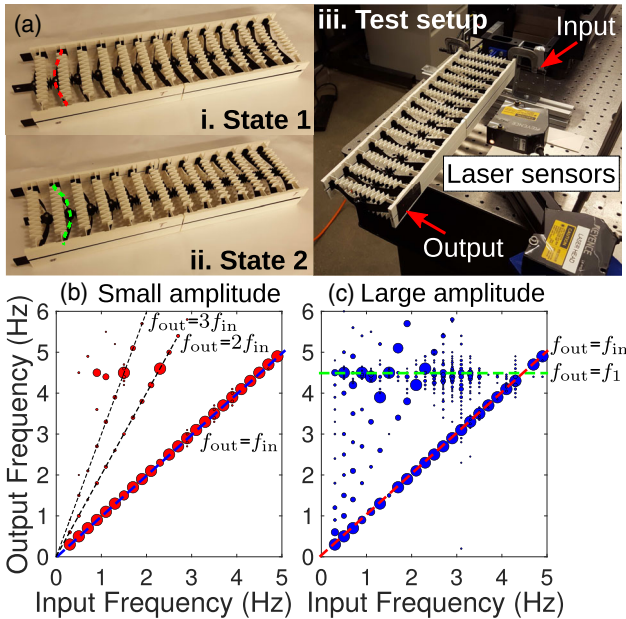 (a)
i. State 1
ii. State 2
iii. Test setup
Input
Laser sensors
Output
KEYENCE
LASER HEAD
(b) Small amplitude
Output Frequency (Hz)
6
5
4
3
2
1
0
f_out=3f_in
f_out=2f_in
f_out=f_in
0 1 2 3 4 5
Input Frequency (Hz)
(c) Large amplitude
6
5
4
3
2
1
0
f_out=f_in
f_out=f_1
0 1 2 3 4 5
Input Frequency (Hz)